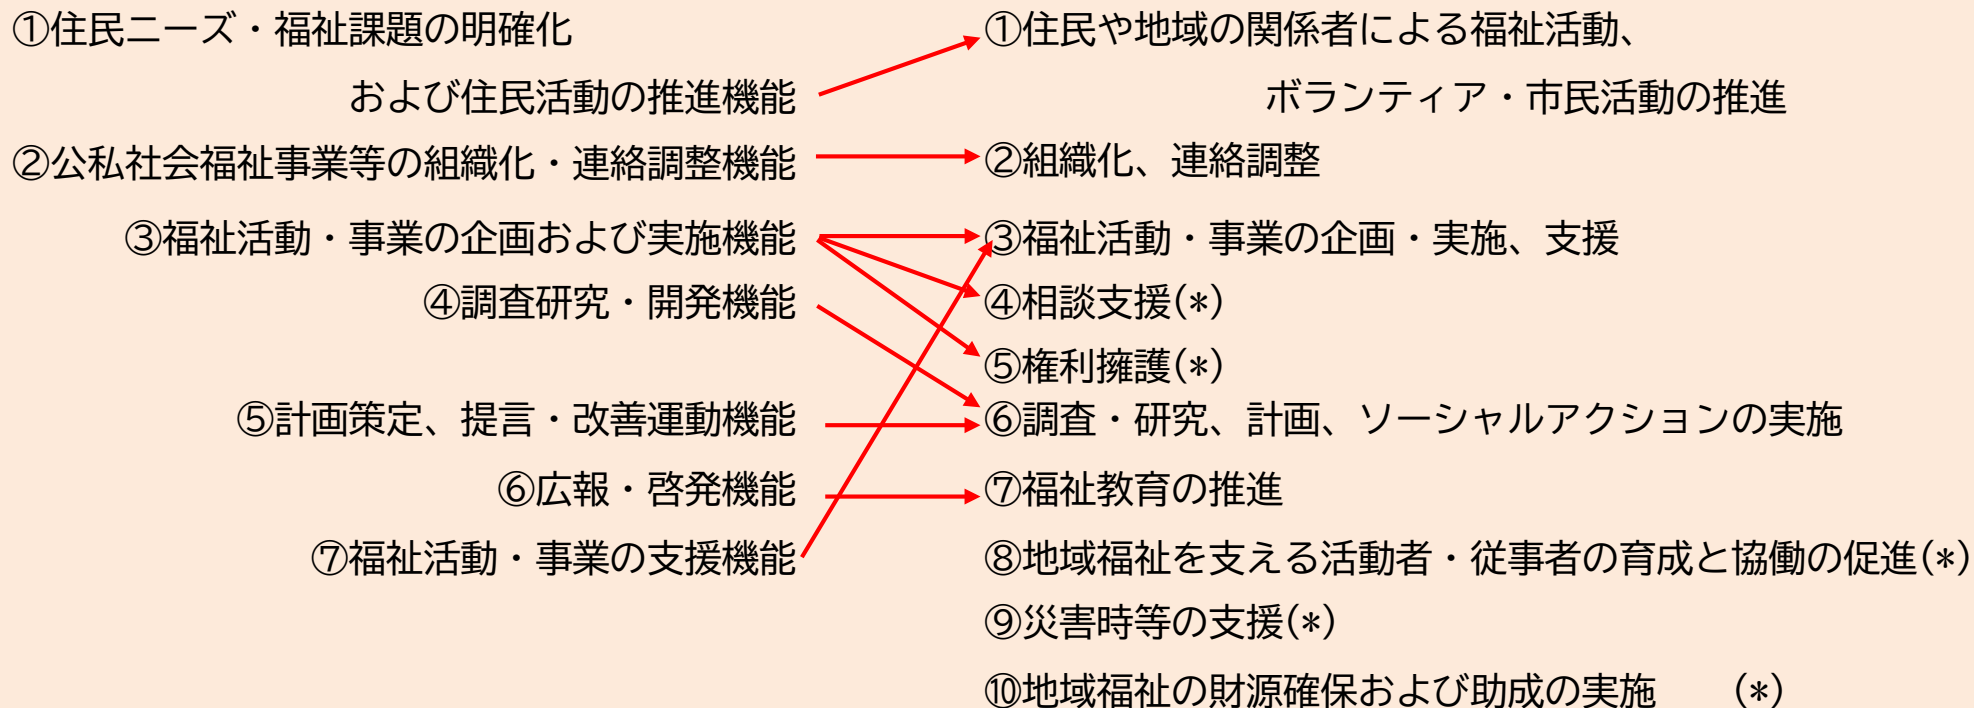 ①住民ニーズ・福祉課題の明確化
および住民活動の推進機能
②公私社会福祉事業等の組織化・連絡調整機能
③福祉活動・事業の企画および実施機能
④調査研究・開発機能
⑤計画策定、提言・改善運動機能
⑥広報・啓発機能
⑦福祉活動・事業の支援機能
①住民や地域の関係者による福祉活動、
ボランティア・市民活動の推進
②組織化、連絡調整
③福祉活動・事業の企画・実施、支援
④相談支援(*)
⑤権利擁護(*)
⑥調査・研究、計画、ソーシャルアクションの実施
⑦福祉教育の推進
⑧地域福祉を支える活動者・従事者の育成と協働の促進(*)
⑨災害時等の支援(*)
⑩地域福祉の財源確保および助成の実施　　(*)